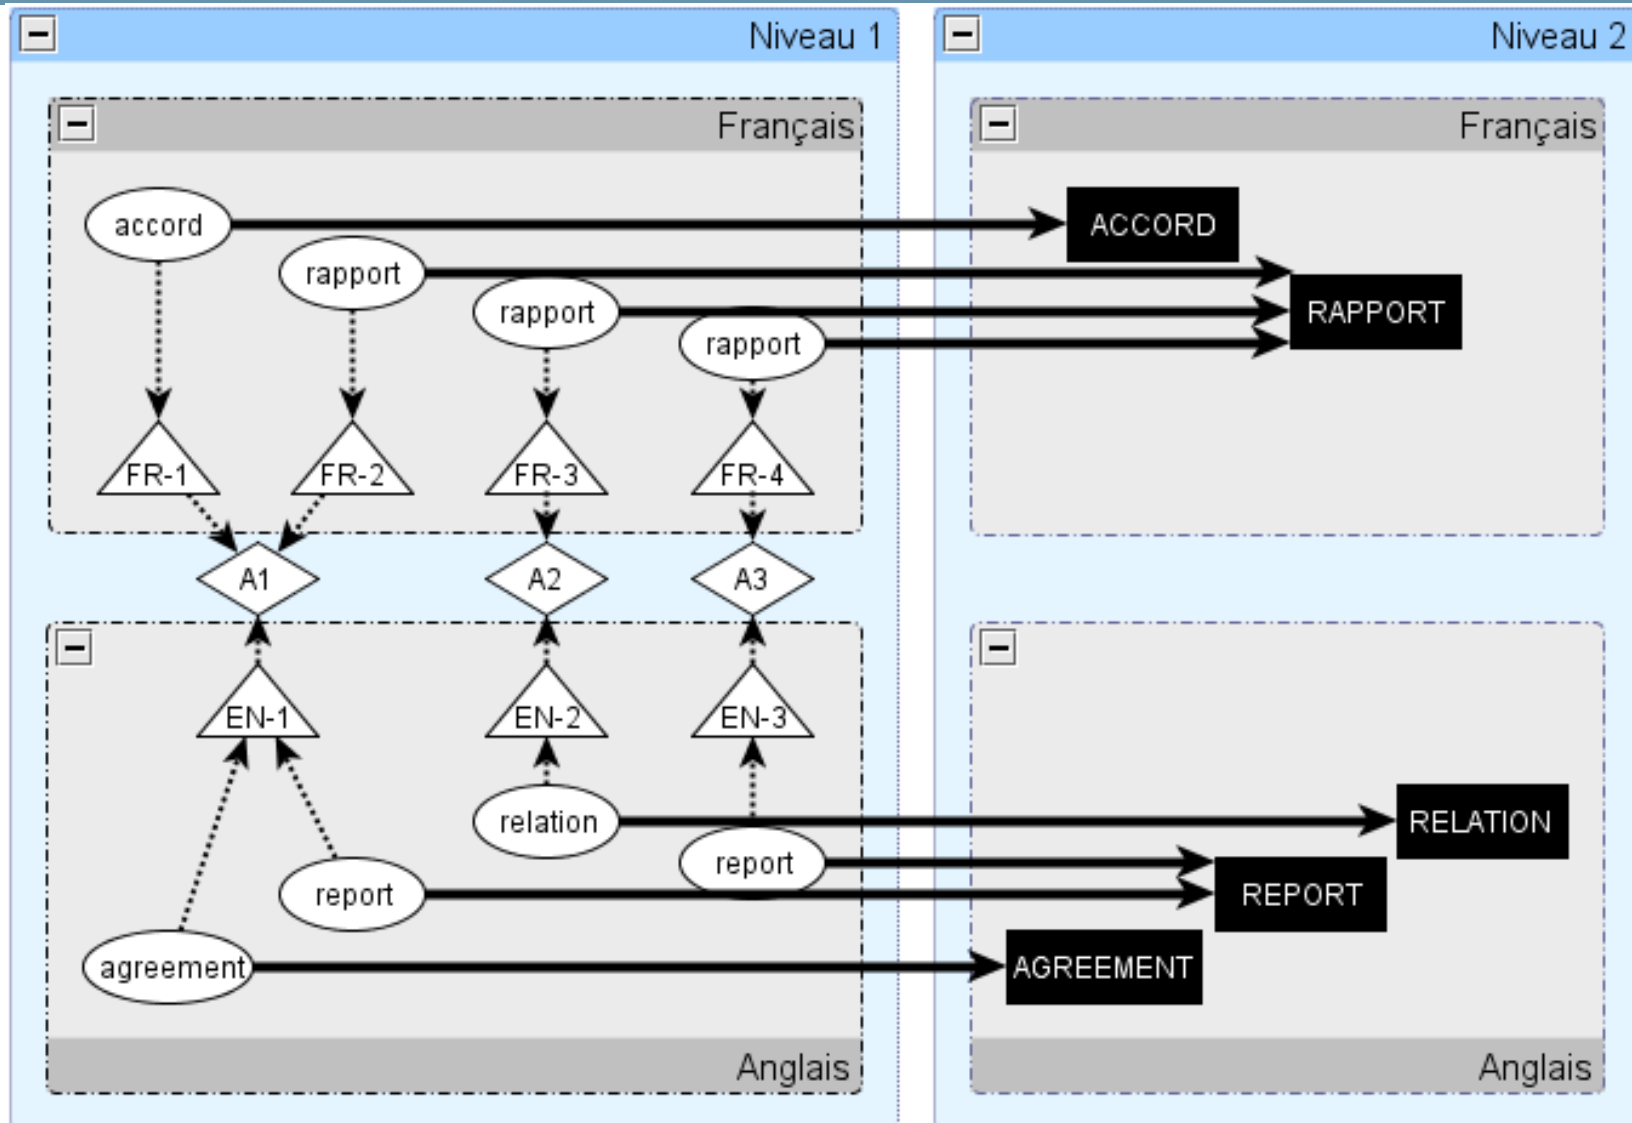 Niveau 1
Niveau 2
Français
Français
accord
ACCORD
rapport
rapport
RAPPORT
rapport
FR-1
FR-2
FR-3
FR-4
A1
A2
A3
EN-1
EN-2
EN-3
relation
RELATION
report
report
REPORT
agreement
AGREEMENT
Anglais
Anglais